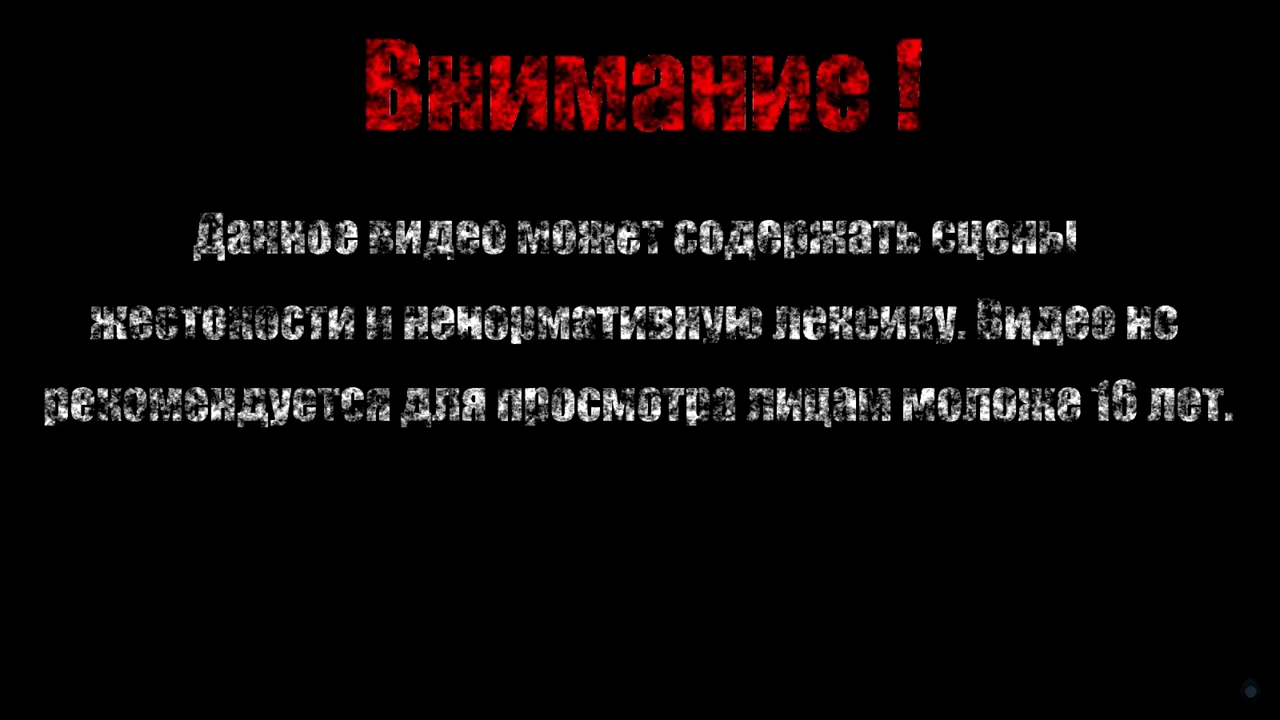 Внимание !
Данное видео может содержать сцены
жестокости и ненормативную лексику. Видео не
рекомендуется для просмотра лицам моложе 16 лет.